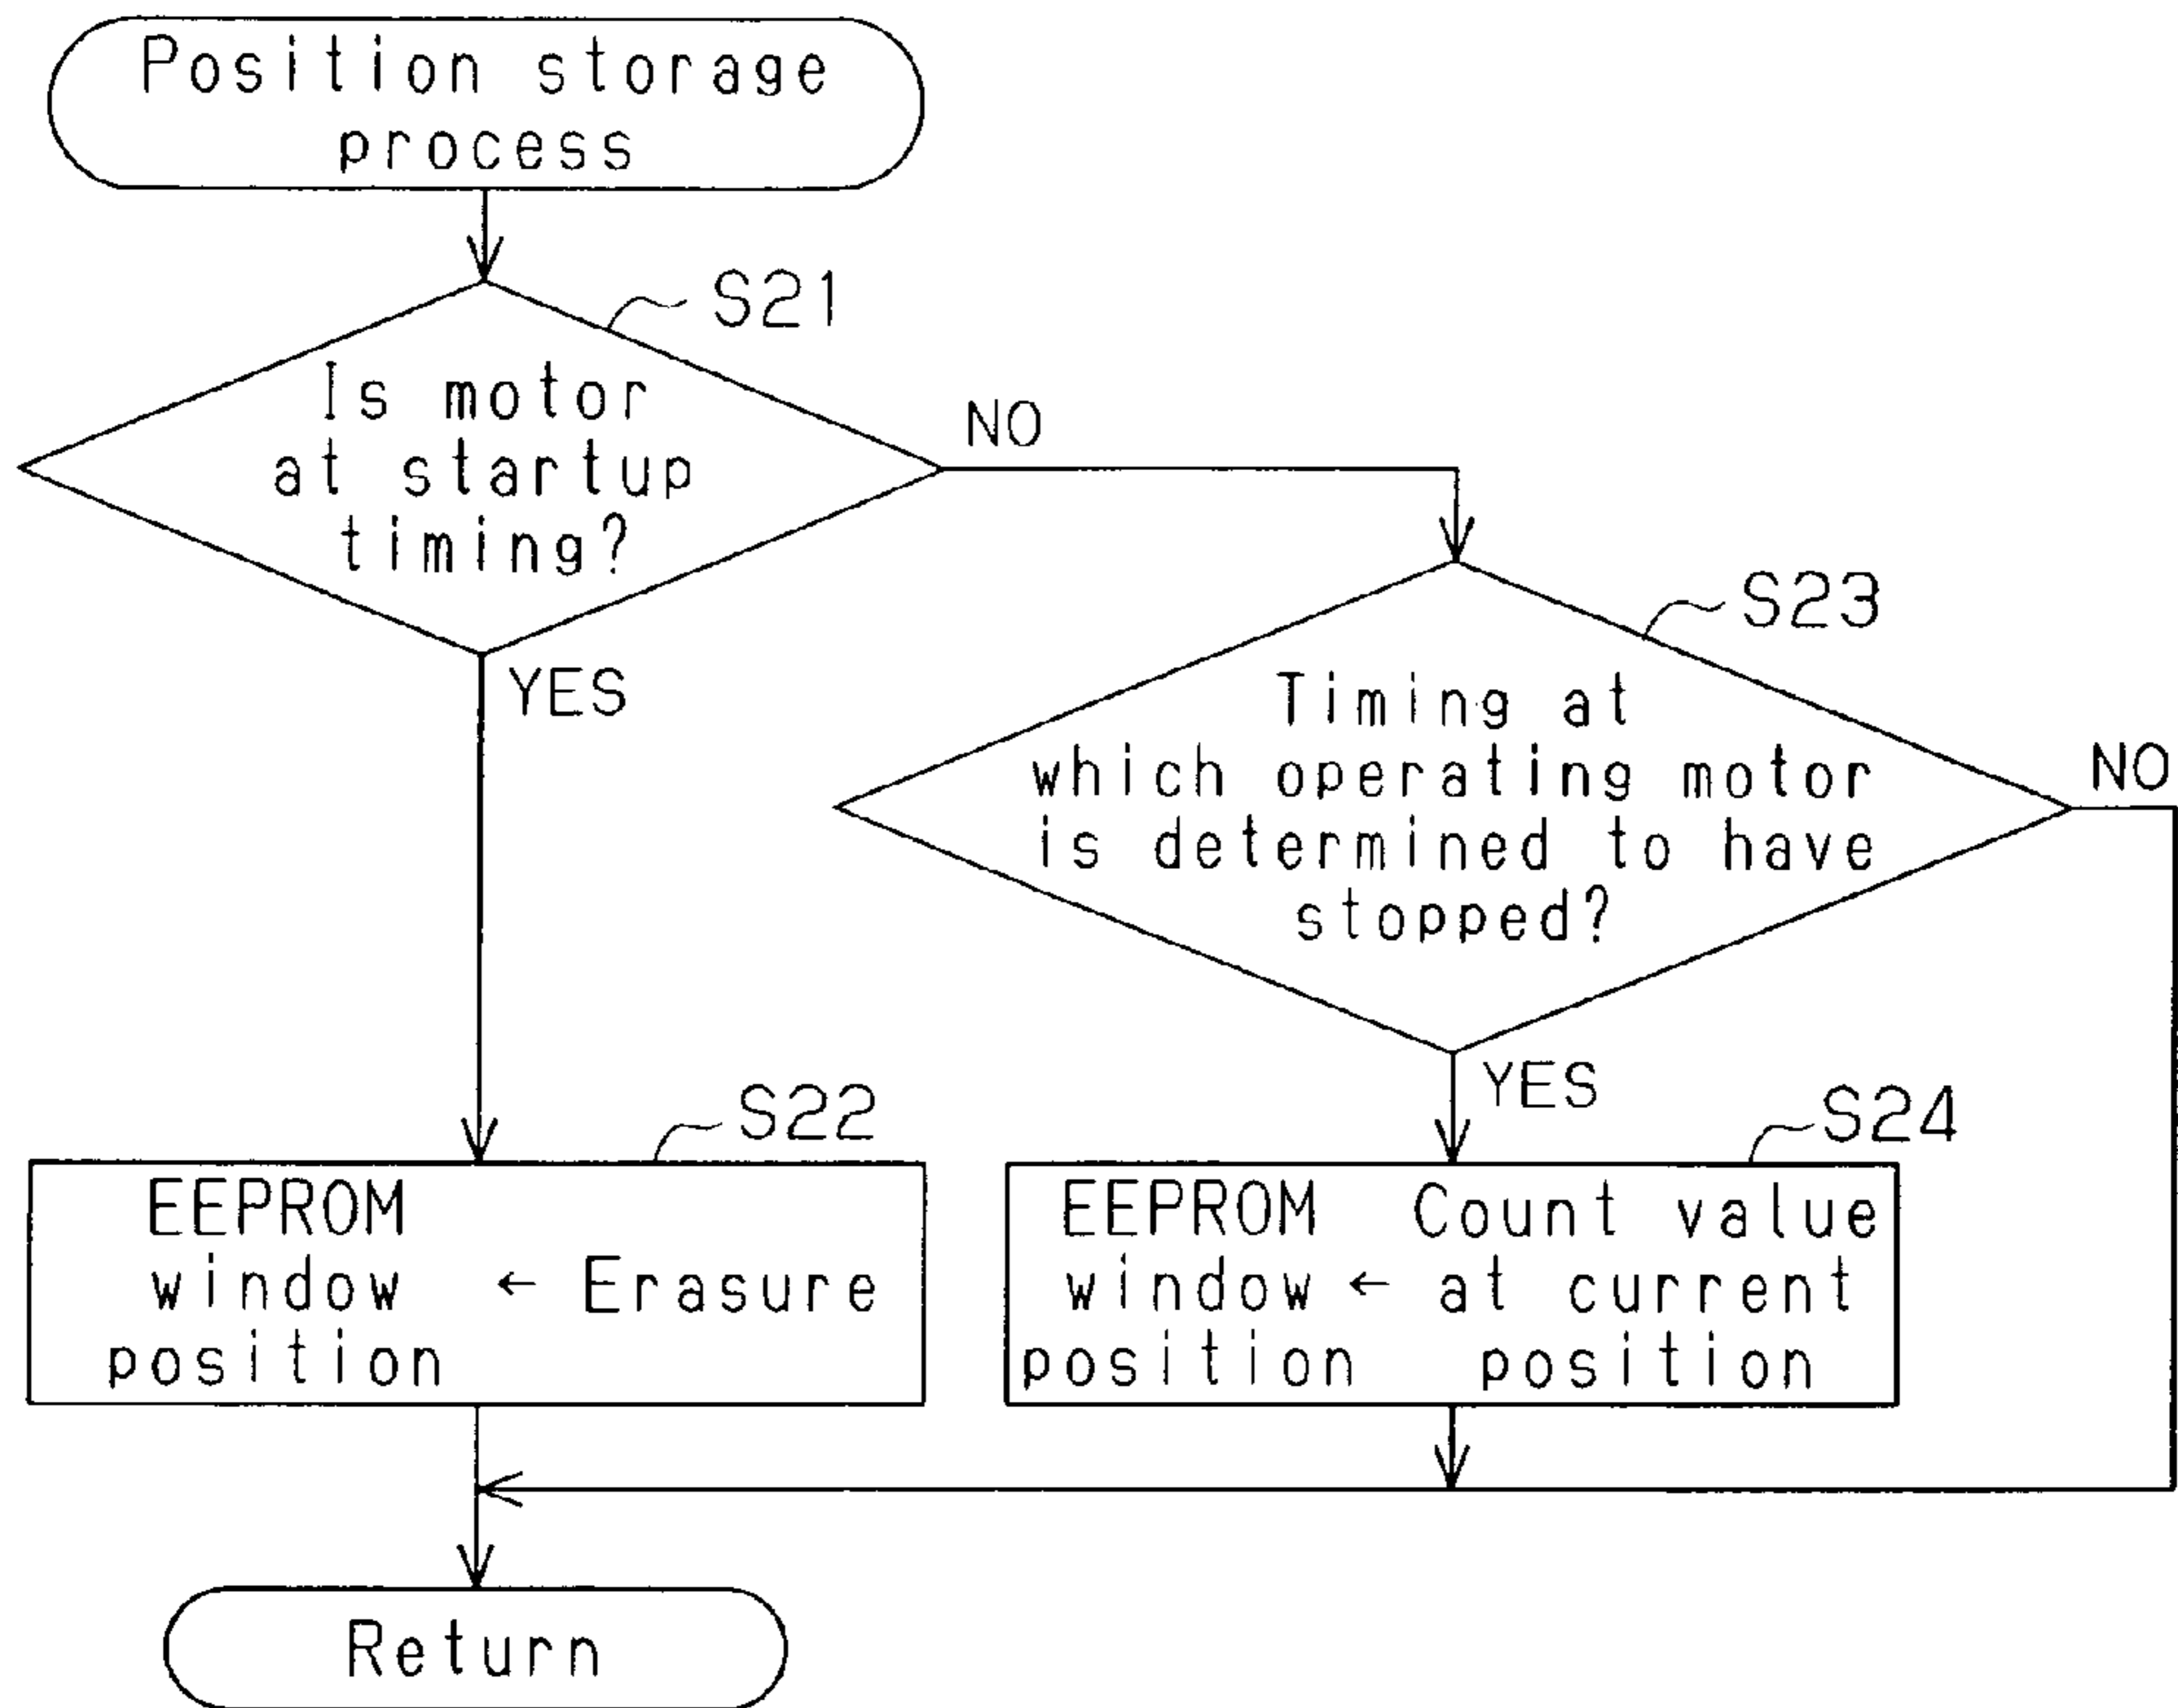 Position storage
process
S21
Is motor
at startup
timing?
NO
YES
S23
Timing at
which operating motor
is determined to have
stopped?
NO
YES
S22
EEPROM
window ← Erasure
position
S24
EEPROM Count value
window ← at current
position position
Return